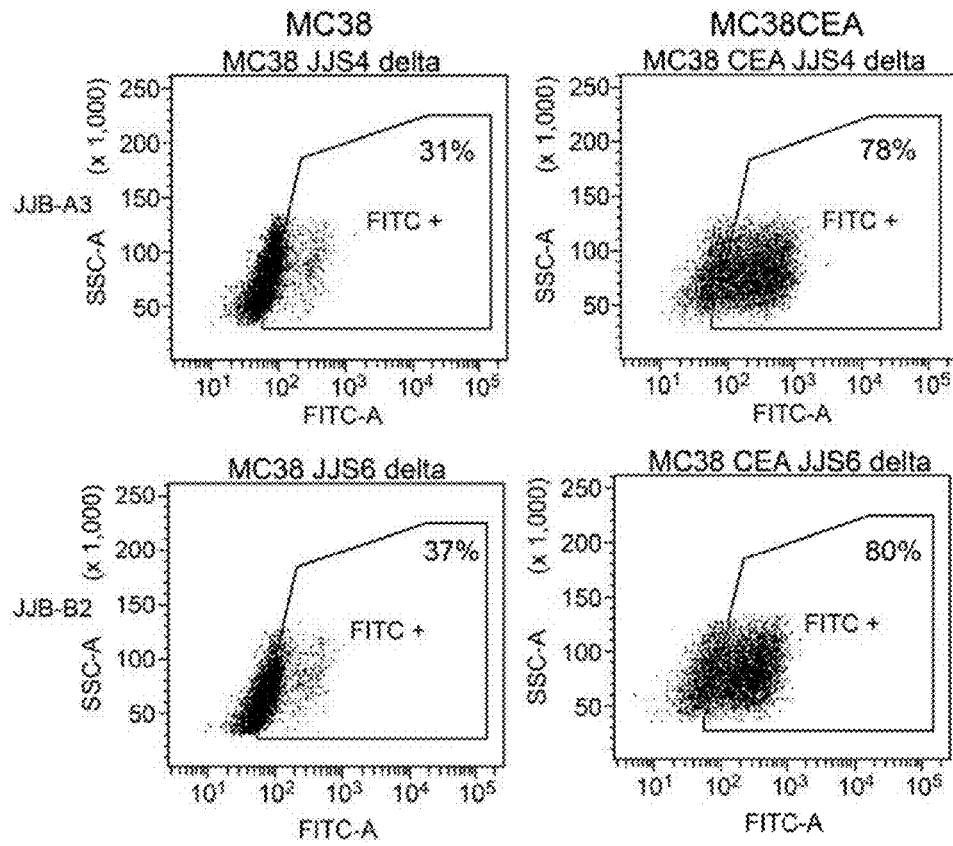 MC38 MC38CEA
MC38 JJS4 delta MC38 CEA JJS4 delta
JJB-A3
SSC-A (x 1,000)
250
200
150
100
50
31%
FITC +
10¹ 10² 10³ 10⁴ 10⁵
FITC-A
SSC-A (x 1,000)
250
200
150
100
50
78%
FITC +
10¹ 10² 10³ 10⁴ 10⁵
FITC-A
MC38 JJS6 delta MC38 CEA JJS6 delta
JJB-B2
SSC-A (x 1,000)
250
200
150
100
50
37%
FITC +
10¹ 10² 10³ 10⁴ 10⁵
FITC-A
SSC-A (x 1,000)
250
200
150
100
50
80%
FITC +
10¹ 10² 10³ 10⁴ 10⁵
FITC-A